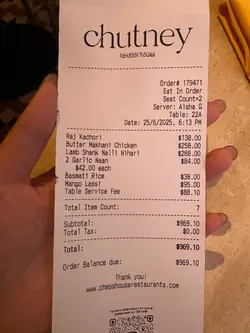 chutney
Order# 179471
Eat In Order
Seat Count=2
Server: Aisha G
Table: 22A
Date: 25/6/2025, 6:13 PM
Raj Kachori $138.00
Butter Makhani Chicken $258.00
Lamb Shank Nalli Nihari $268.00
2 Garlic Naan $84.00
$42.00 each
Basmati Rice $38.00
Mango Lassi $95.00
Table Service Fee $88.10
Total Item Count: 7
Subtotal: $969.10
Total Tax: $0.00
Total: $969.10
Order Balance due: $969.10
Thank you!
www.chesshouserestaurants.com